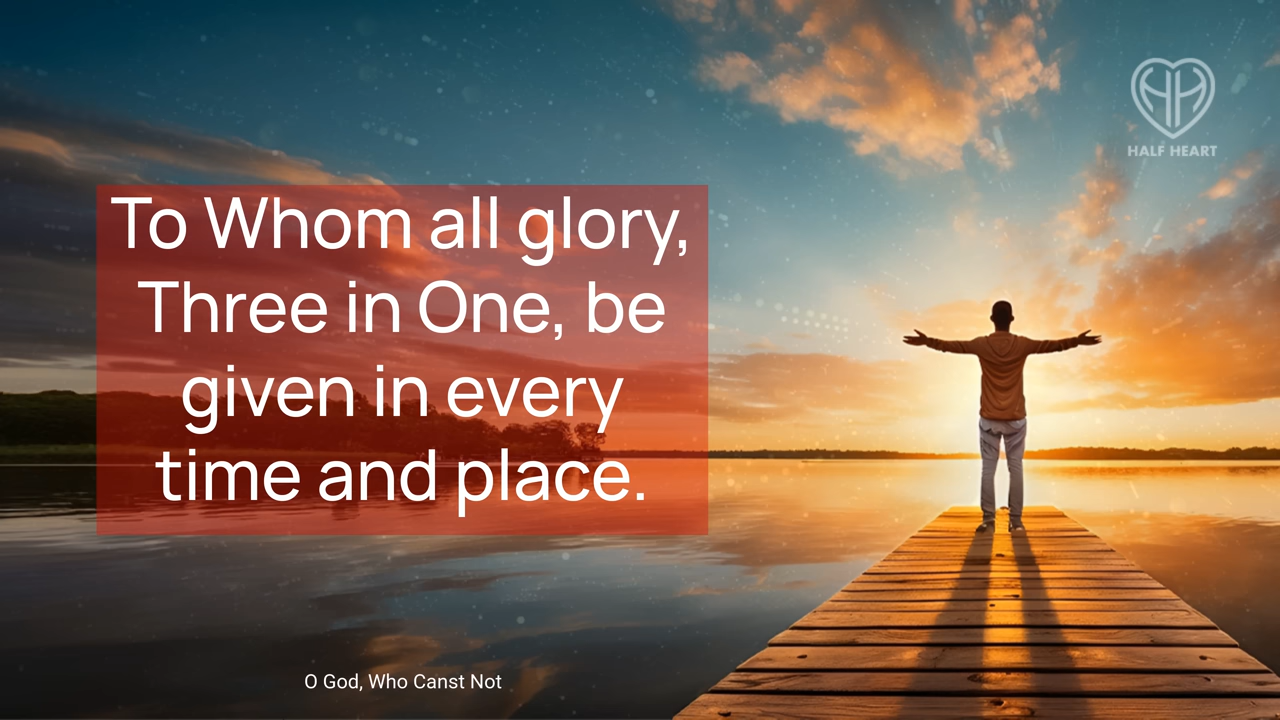 HALF HEART
To Whom all glory,
Three in One, be
given in every
time and place.
O God, Who Canst Not